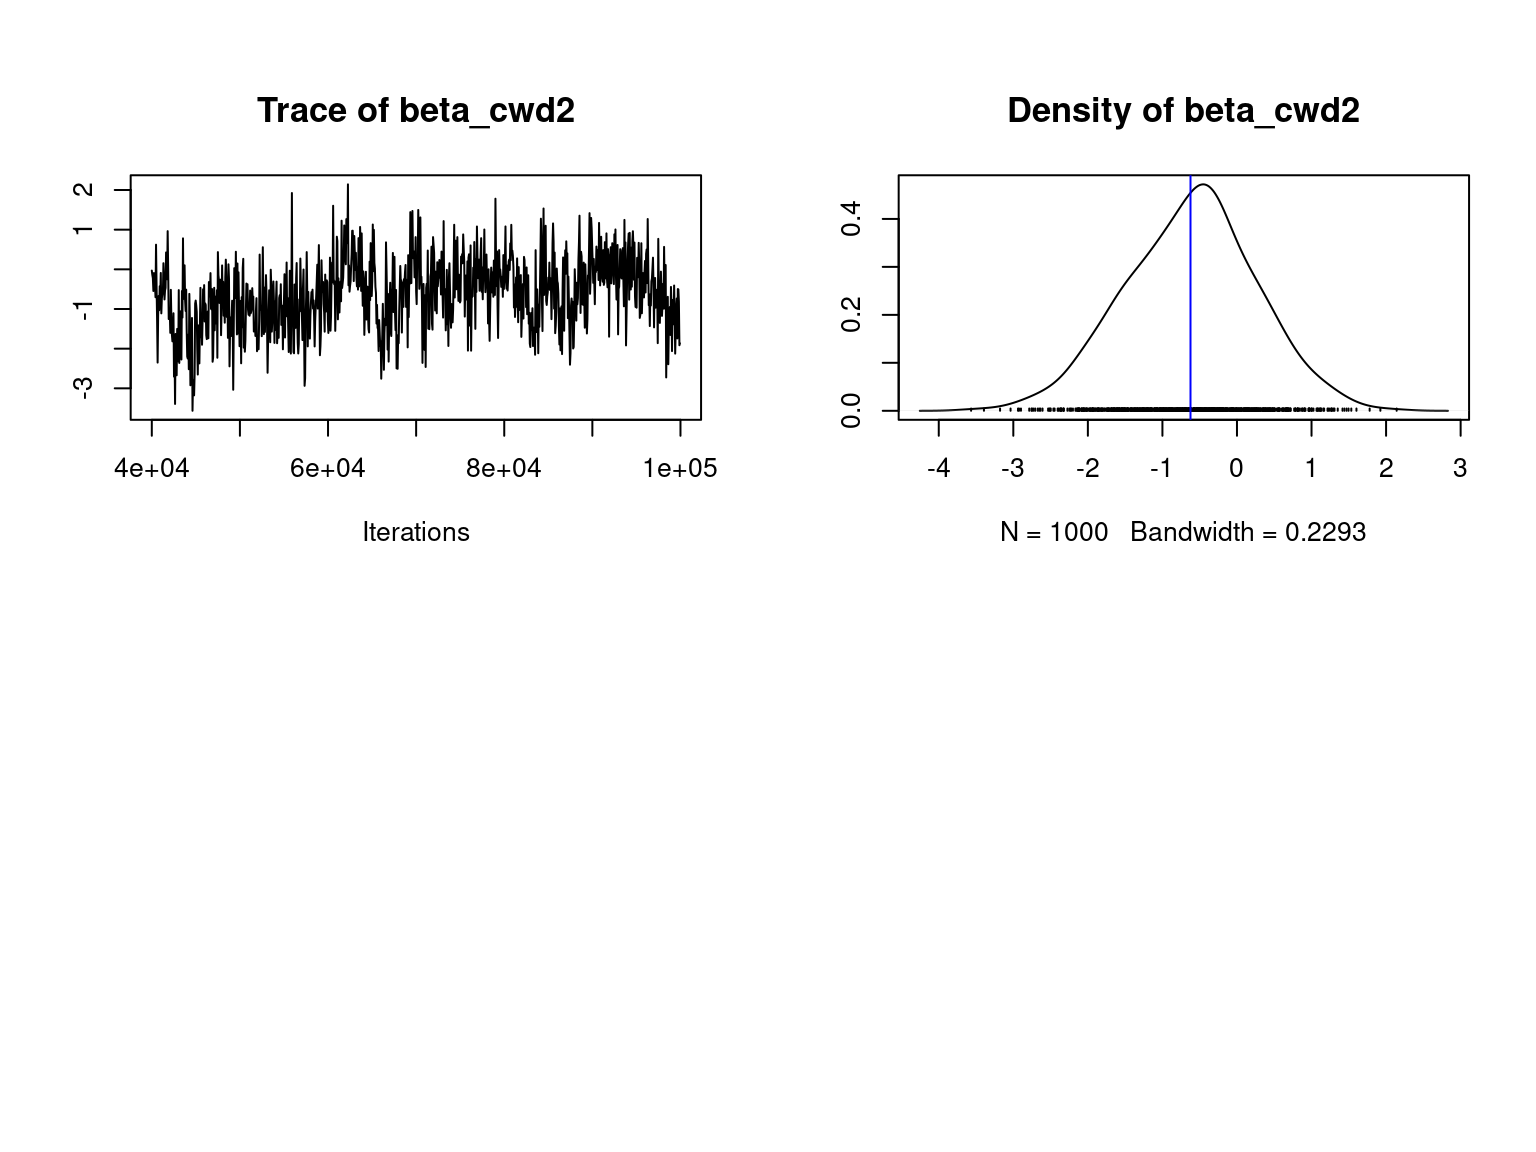 Trace of beta_cwd2
2
1
-1
-3
4e+04 6e+04 8e+04 1e+05
Iterations
Density of beta_cwd2
0.4
0.2
0.0
-4 -3 -2 -1 0 1 2 3
N = 1000 Bandwidth = 0.2293